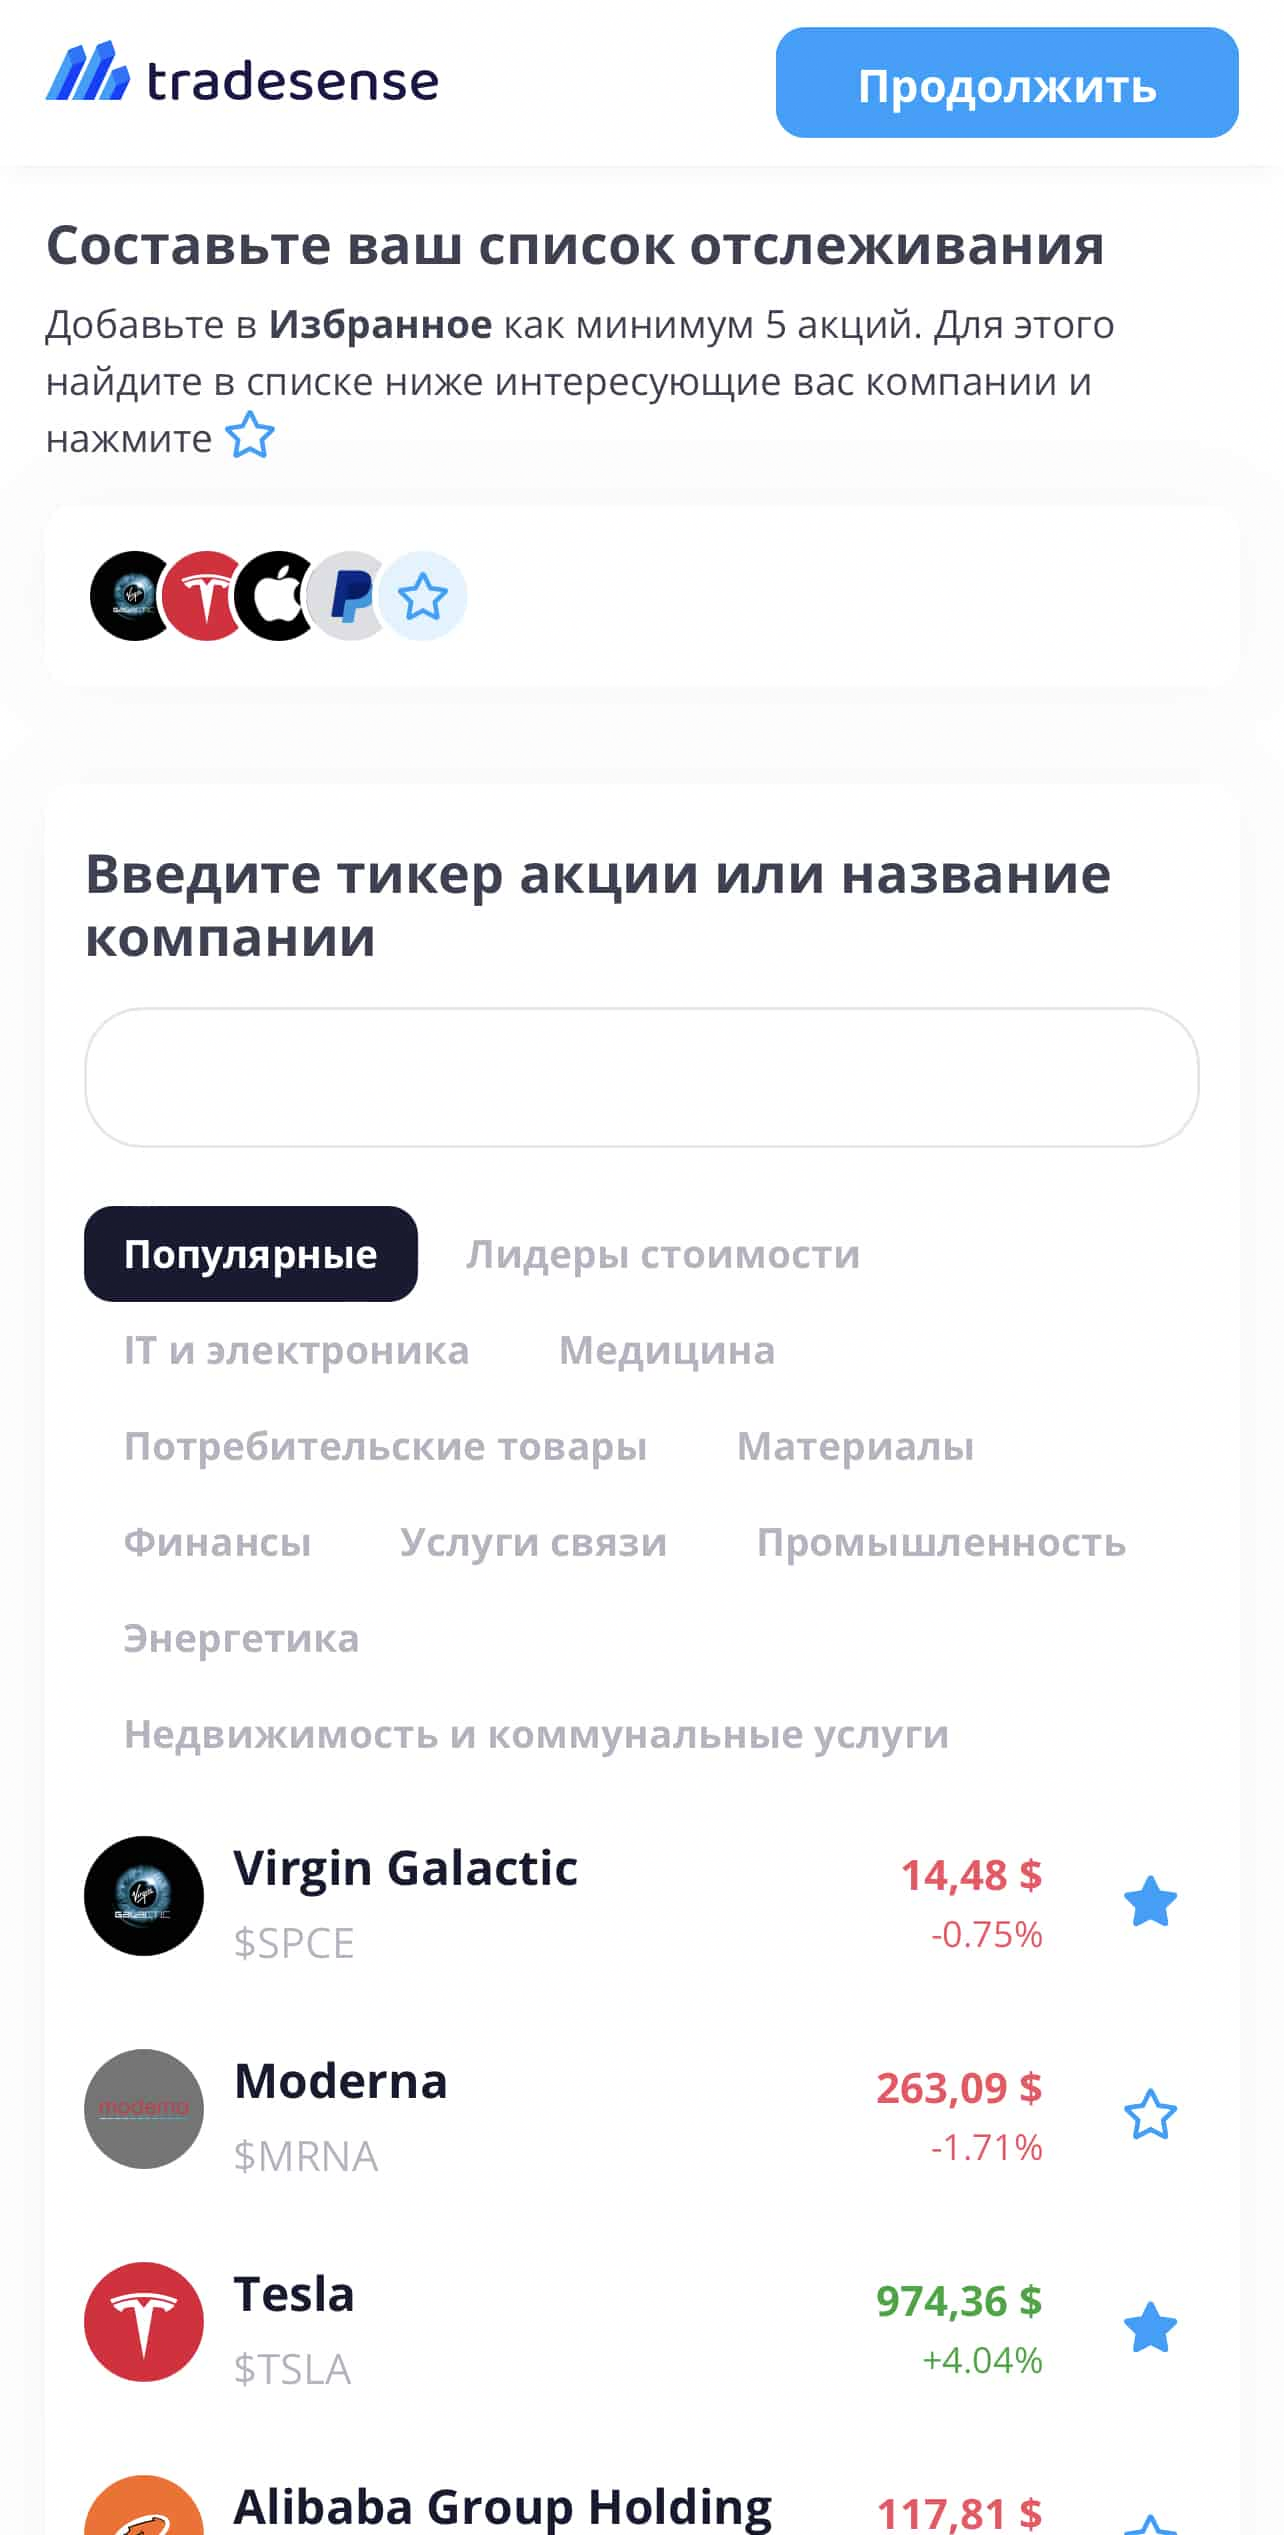 tradesense
Продолжить
Составьте ваш список отслеживания
Добавьте в Избранное как минимум 5 акций. Для этого
найдите в списке ниже интересующие вас компании и
нажмите
Введите тикер акции или название
компании
Популярные Лидеры стоимости
IT и электроника Медицина
Потребительские товары Материалы
Финансы Услуги связи Промышленность
Энергетика
Недвижимость и коммунальные услуги
Virgin Galactic 14,48 $
$SPCE -0.75%
moderna
Moderna 263,09 $
$MRNA -1.71%
Tesla 974,36 $
$TSLA +4.04%
Alibaba Group Holding 117,81 $